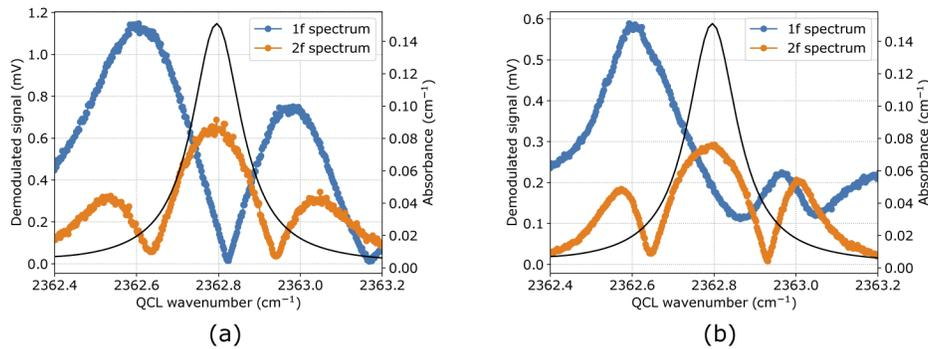 1.2
1.0
0.8
0.6
0.4
0.2
0.0
Demodulated signal (mV)
1f spectrum
2f spectrum
0.14
0.12
0.10
0.08
0.06
0.04
0.02
0.00
Absorbance (cm⁻¹)
2362.4 2362.6 2362.8 2363.0 2363.2
QCL wavenumber (cm⁻¹)
(a)
0.6
0.5
0.4
0.3
0.2
0.1
0.0
Demodulated signal (mV)
1f spectrum
2f spectrum
0.14
0.12
0.10
0.08
0.06
0.04
0.02
0.00
Absorbance (cm⁻¹)
2362.4 2362.6 2362.8 2363.0 2363.2
QCL wavenumber (cm⁻¹)
(b)